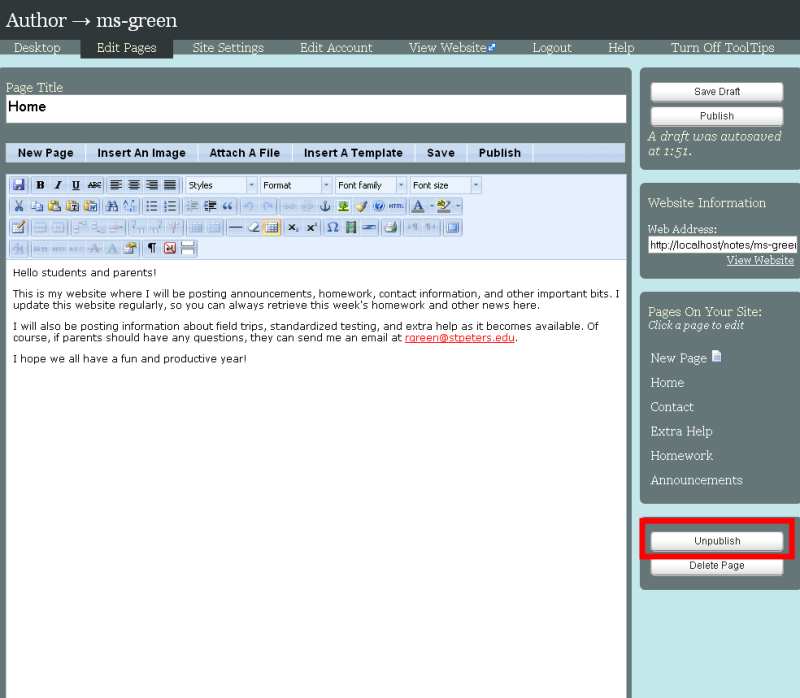 Author → ms-green
Desktop Edit Pages Site Settings Edit Account View Website Logout Help Turn Off ToolTips
Page Title
Home
New Page Insert An Image Attach A File Insert A Template Save Publish
B I U ABC Styles Format Font family Font size
HTML A ab
x₂ x² Ω
¶
Hello students and parents!
This is my website where I will be posting announcements, homework, contact information, and other important bits. I
update this website regularly, so you can always retrieve this week's homework and other news here.
I will also be posting information about field trips, standardized testing, and extra help as it becomes available. Of
course, if parents should have any questions, they can send me an email at rgreen@stpeters.edu.
I hope we all have a fun and productive year!
Save Draft
Publish
A draft was autosaved
at 1:51.
Website Information
Web Address:
http://localhost/notes/ms-green
View Website
Pages On Your Site:
Click a page to edit
New Page
Home
Contact
Extra Help
Homework
Announcements
Unpublish
Delete Page